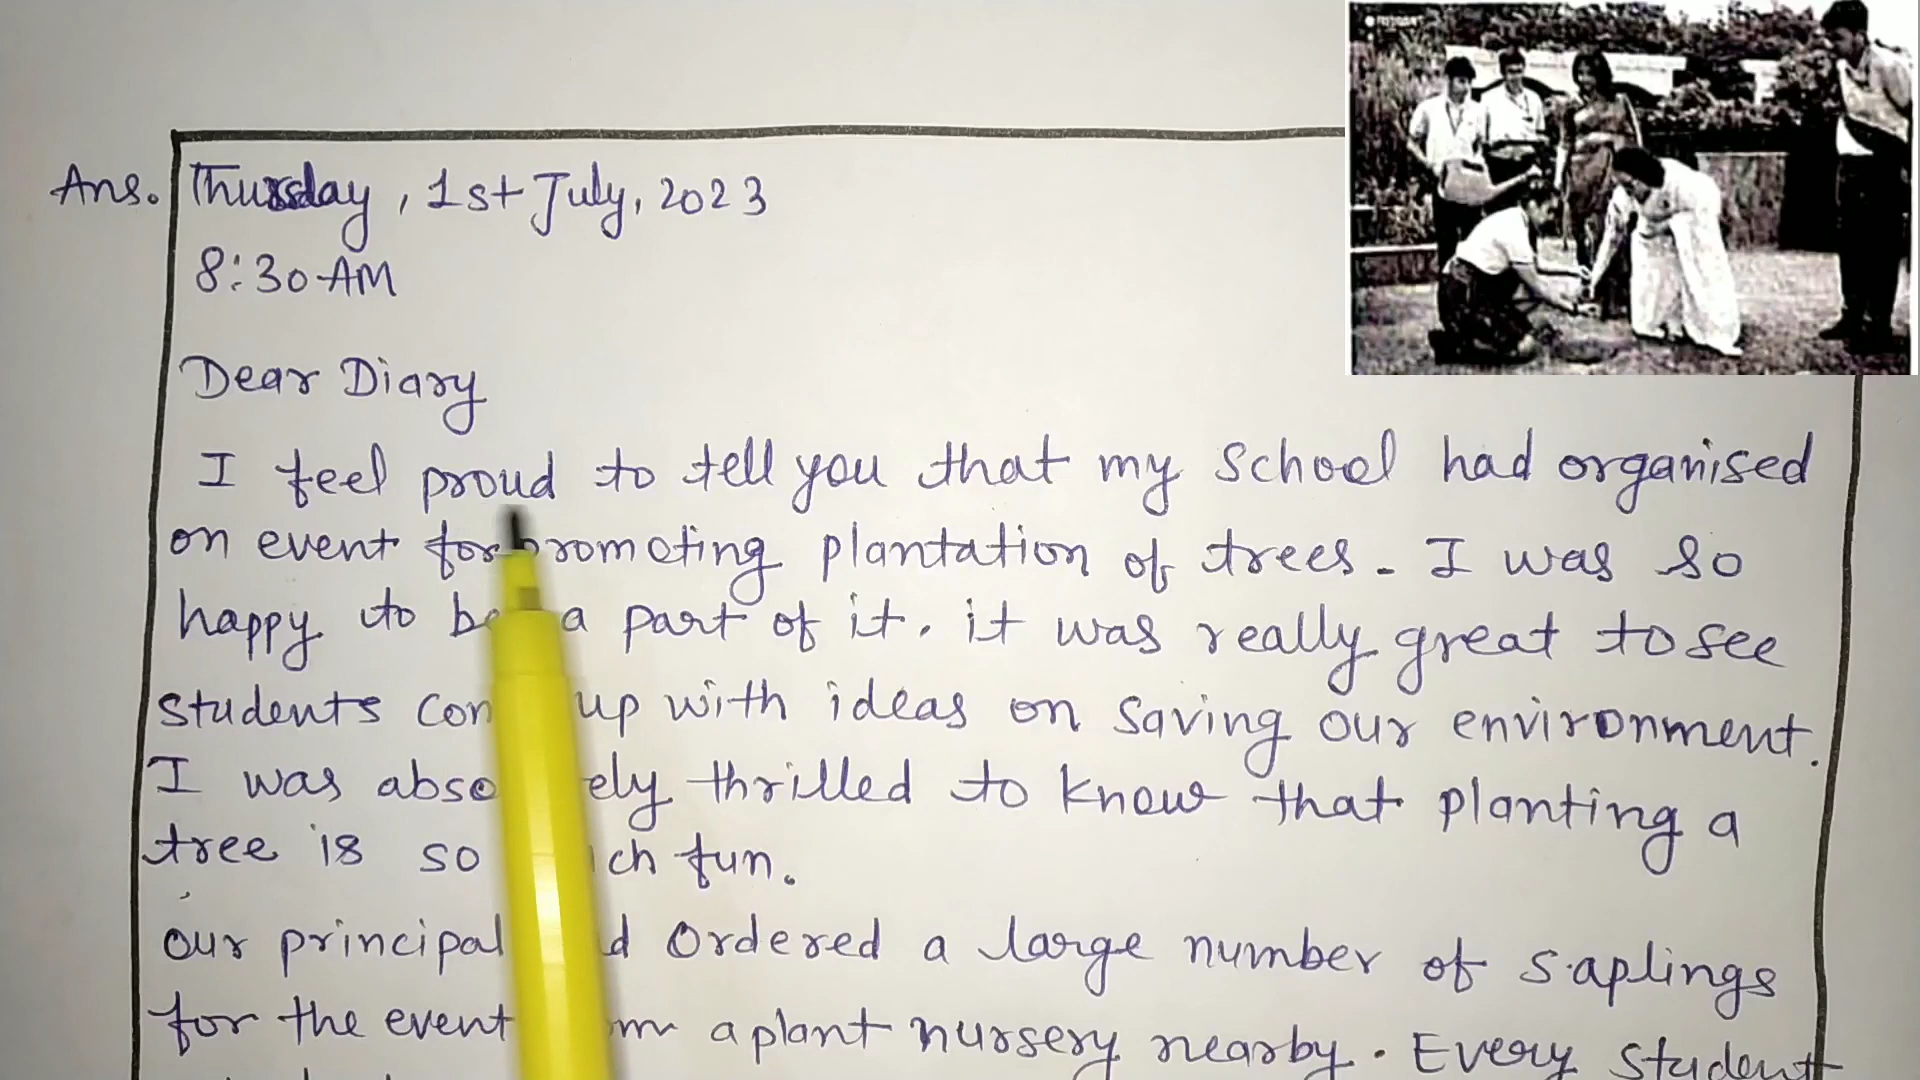 Ans. Thursday, 1st July, 2023
8:30 AM
Dear Diary
I feel proud to tell you that my school had organised
on event for promoting plantation of trees. I was so
happy to be a part of it. it was really great to see
students up with ideas on saving our environment.
I was thrilled to know that planting a
tree is so fun.
our principal ordered a large number of saplings
for the event a plant nursery nearby. Every student